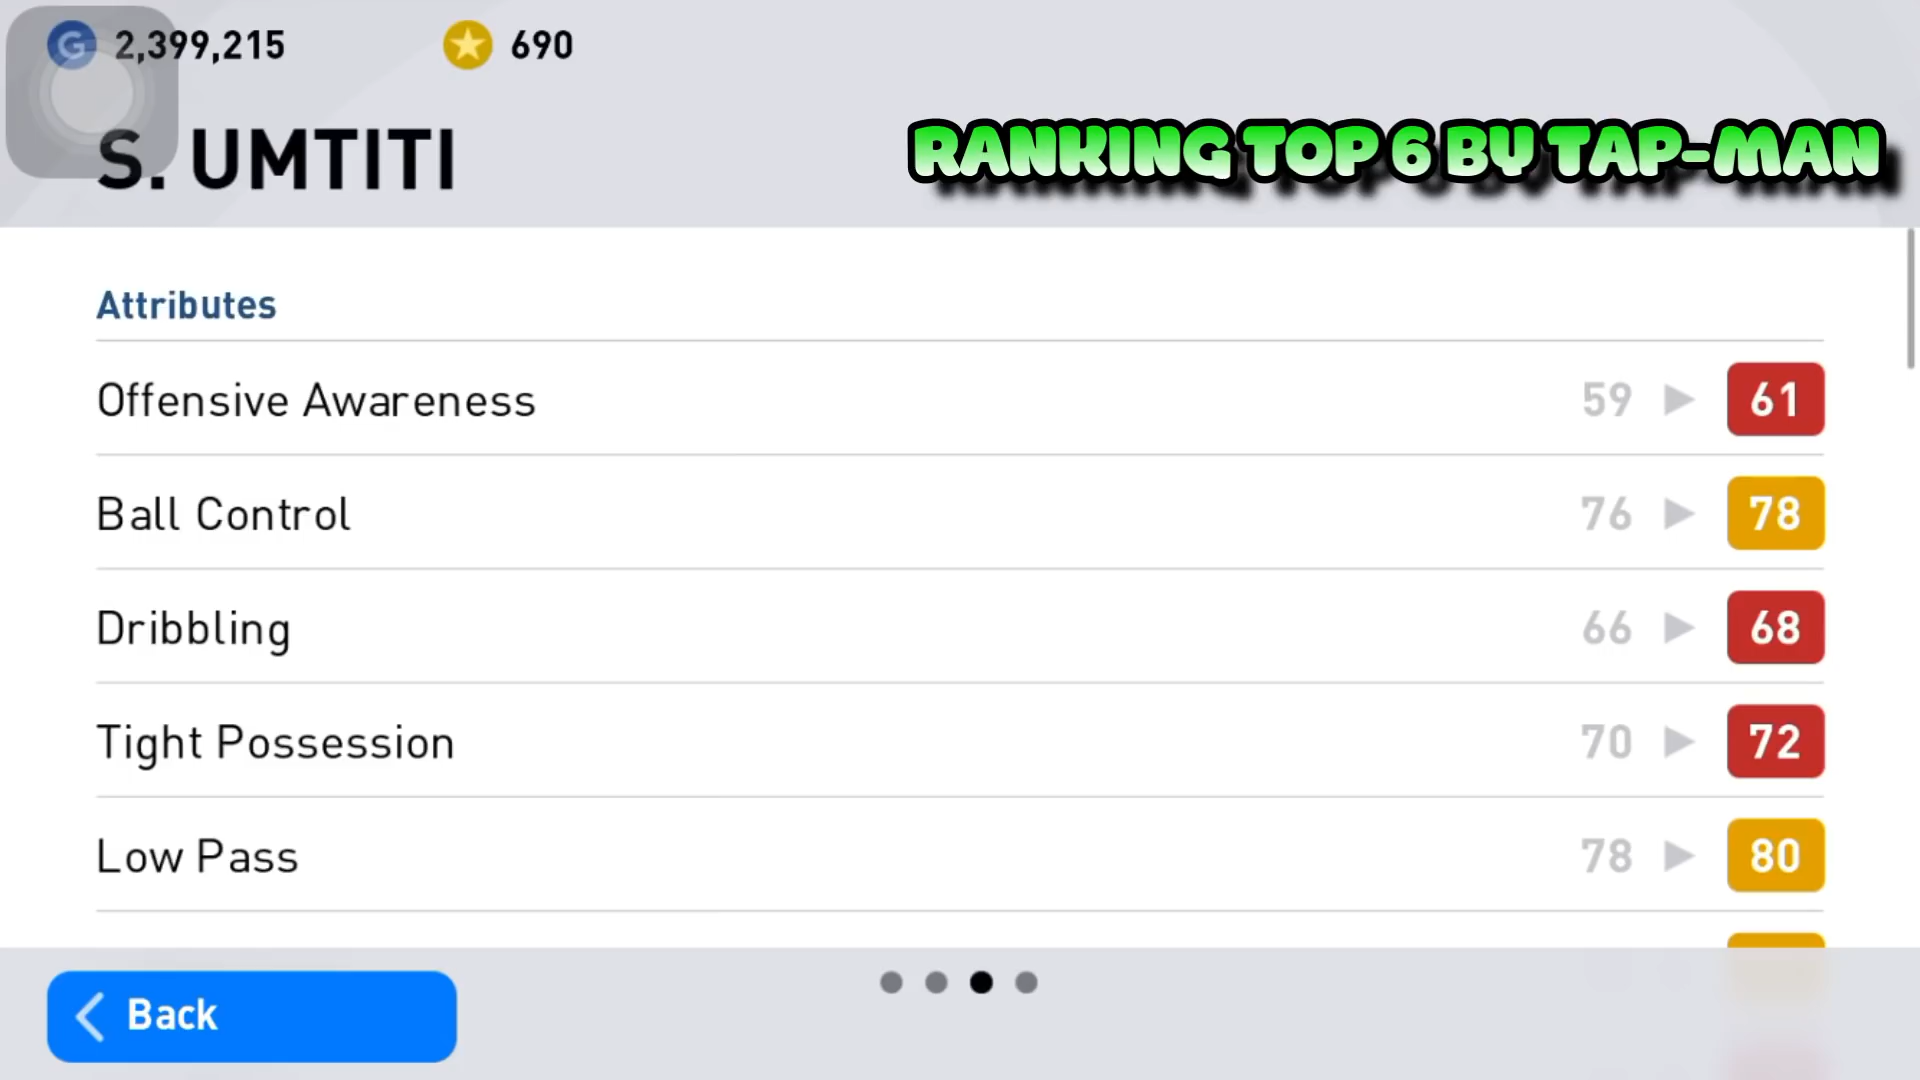 G 2,399,215 690
S. UMTITI
RANKING TOP 6 BY TAP-MAN
Attributes
Offensive Awareness 59 ▶ 61
Ball Control 76 ▶ 78
Dribbling 66 ▶ 68
Tight Possession 70 ▶ 72
Low Pass 78 ▶ 80
Back